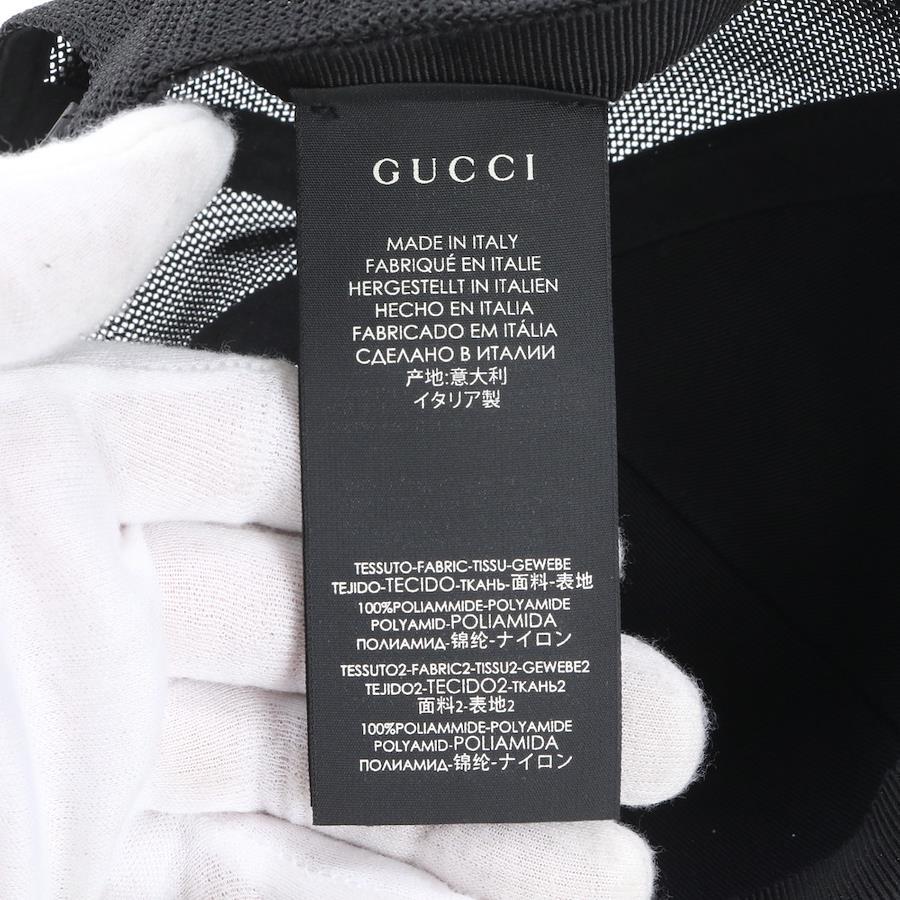 GUCCI
MADE IN ITALY
FABRIQUÉ EN ITALIE
HERGESTELLT IN ITALIEN
HECHO EN ITALIA
FABRICADO EM ITÁLIA
СДЕЛАНО В ИТАЛИИ
产地:意大利
イタリア製
TESSUTO-FABRIC-TISSU-GEWEBE
TEJIDO-TECIDO-ТКАНЬ-面料-表地
100%POLIAMMIDE-POLYAMIDE
POLYAMID-POLIAMIDA
ПОЛИАМИД-锦纶-ナイロン
TESSUTO2-FABRIC2-TISSU2-GEWEBE2
TEJIDO2-TECIDO2-ТКАНЬ2
面料2-表地2
100%POLIAMMIDE-POLYAMIDE
POLYAMID-POLIAMIDA
ПОЛИАМИД-锦纶-ナイロン